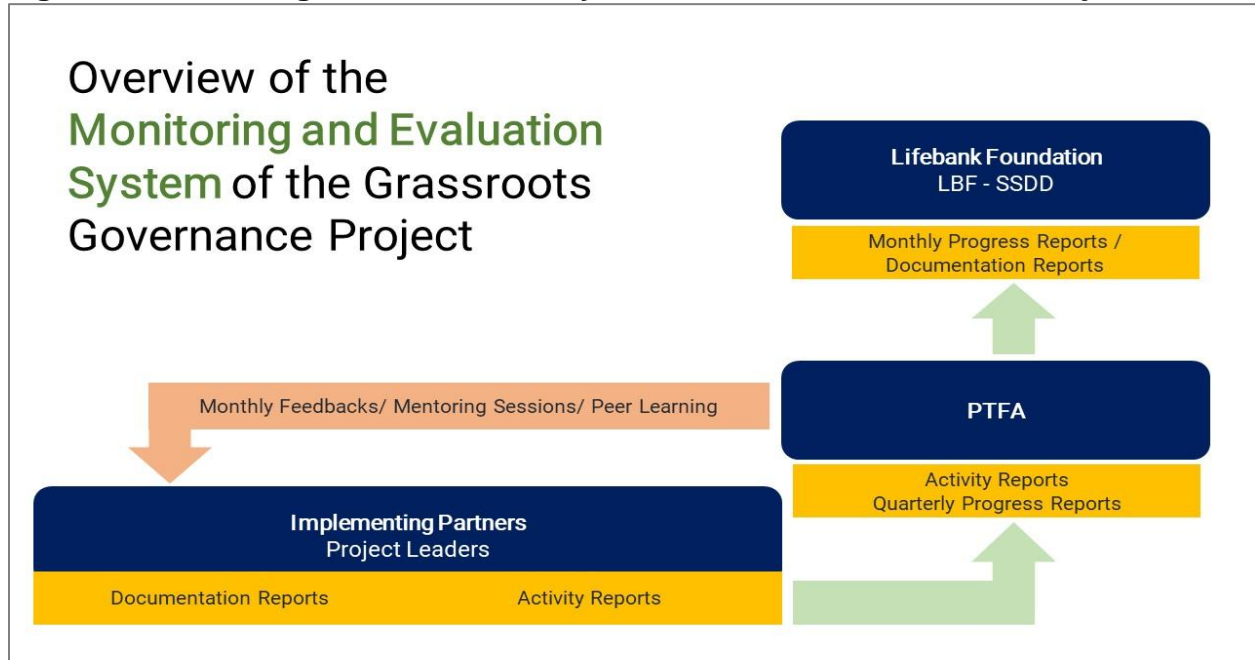 Overview of the
Monitoring and Evaluation
System of the Grassroots
Governance Project
Lifebank Foundation
LBF - SSDD
Monthly Progress Reports /
Documentation Reports
Monthly Feedbacks/ Mentoring Sessions/ Peer Learning
PTFA
Activity Reports
Quarterly Progress Reports
Implementing Partners
Project Leaders
Documentation Reports
Activity Reports